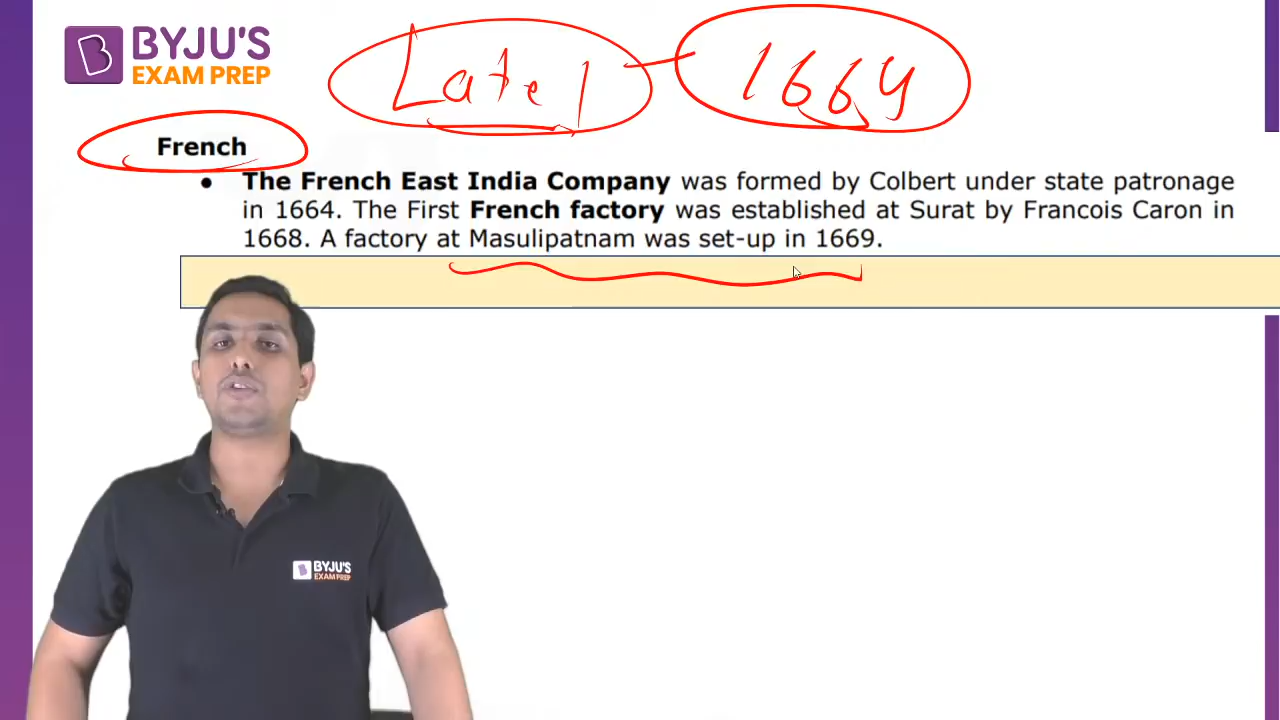 BYJU'S
EXAM PREP
Late 1 - 1664
French
• The French East India Company was formed by Colbert under state patronage
in 1664. The First French factory was established at Surat by Francois Caron in
1668. A factory at Masulipatnam was set-up in 1669.
BYJU'S
EXAM PREP